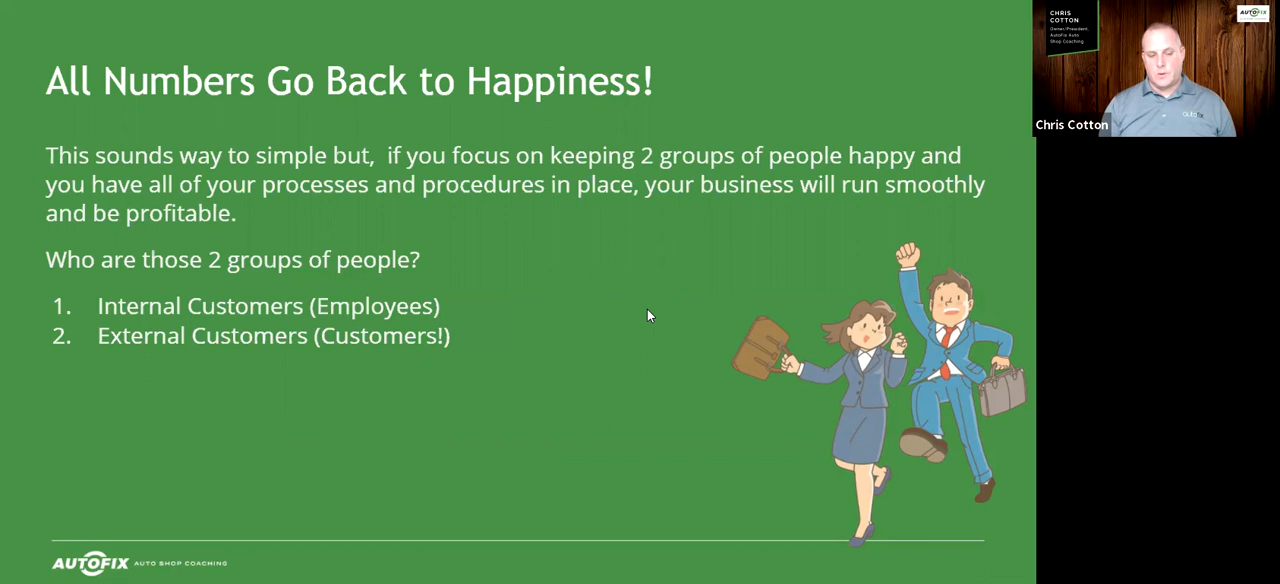 All Numbers Go Back to Happiness!
This sounds way to simple but, if you focus on keeping 2 groups of people happy and
you have all of your processes and procedures in place, your business will run smoothly
and be profitable.
Who are those 2 groups of people?
1. Internal Customers (Employees)
2. External Customers (Customers!)
AUTOFIX AUTO SHOP COACHING
CHRIS
COTTON
Owner/President,
AutoFix Auto
Shop Coaching
AUTOFIX
autofix
Chris Cotton